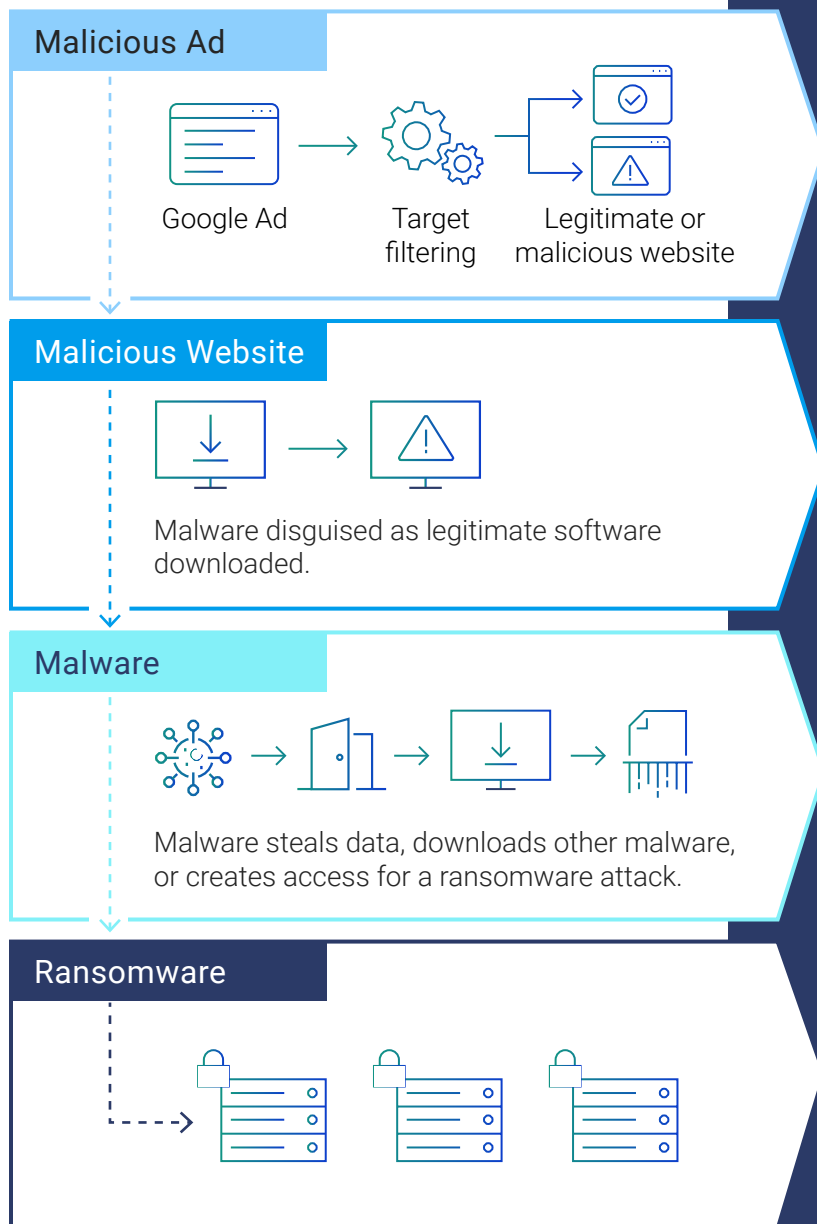 Malicious Ad
Google Ad
Target
filtering
Legitimate or
malicious website
Malicious Website
Malware disguised as legitimate software
downloaded.
Malware
Malware steals data, downloads other malware,
or creates access for a ransomware attack.
Ransomware